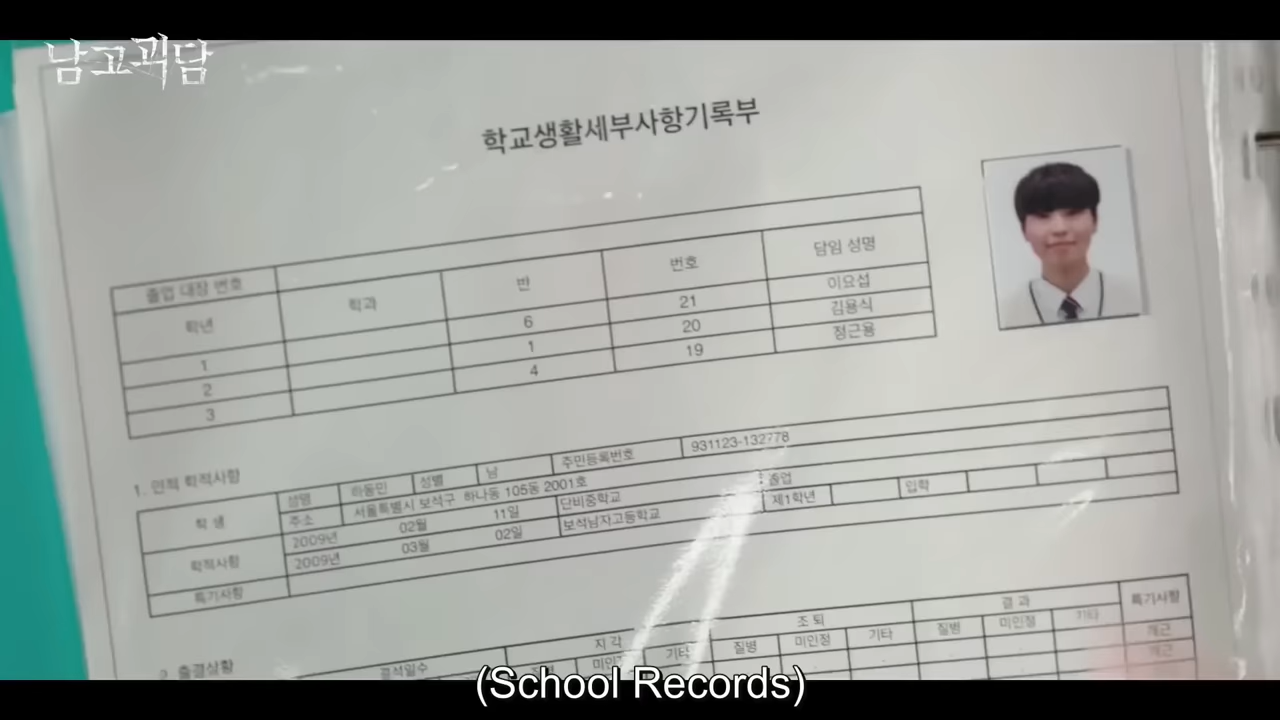 남고괴담
학교생활세부사항기록부
졸업 대장 번호
학년 학과 반 번호 담임 성명
1 6 21 이요섭
2 1 20 김용식
3 4 19 정근용
1. 인적 학적사항
학 생 성명 하동민 성별 남 주민등록번호 931123-132778
주소 서울특별시 보석구 하나동 105동 2001호
학적사항 2009년 02월 11일 단비중학교 졸업
2009년 03월 02일 보석남자고등학교 제1학년 입학
특기사항
2. 출결상황
결석일수 지 각 조 퇴 결 과 특기사항
질병 미인정 기타 질병 미인정 기타 질병 미인정 기타 개근
개근
(School Records)